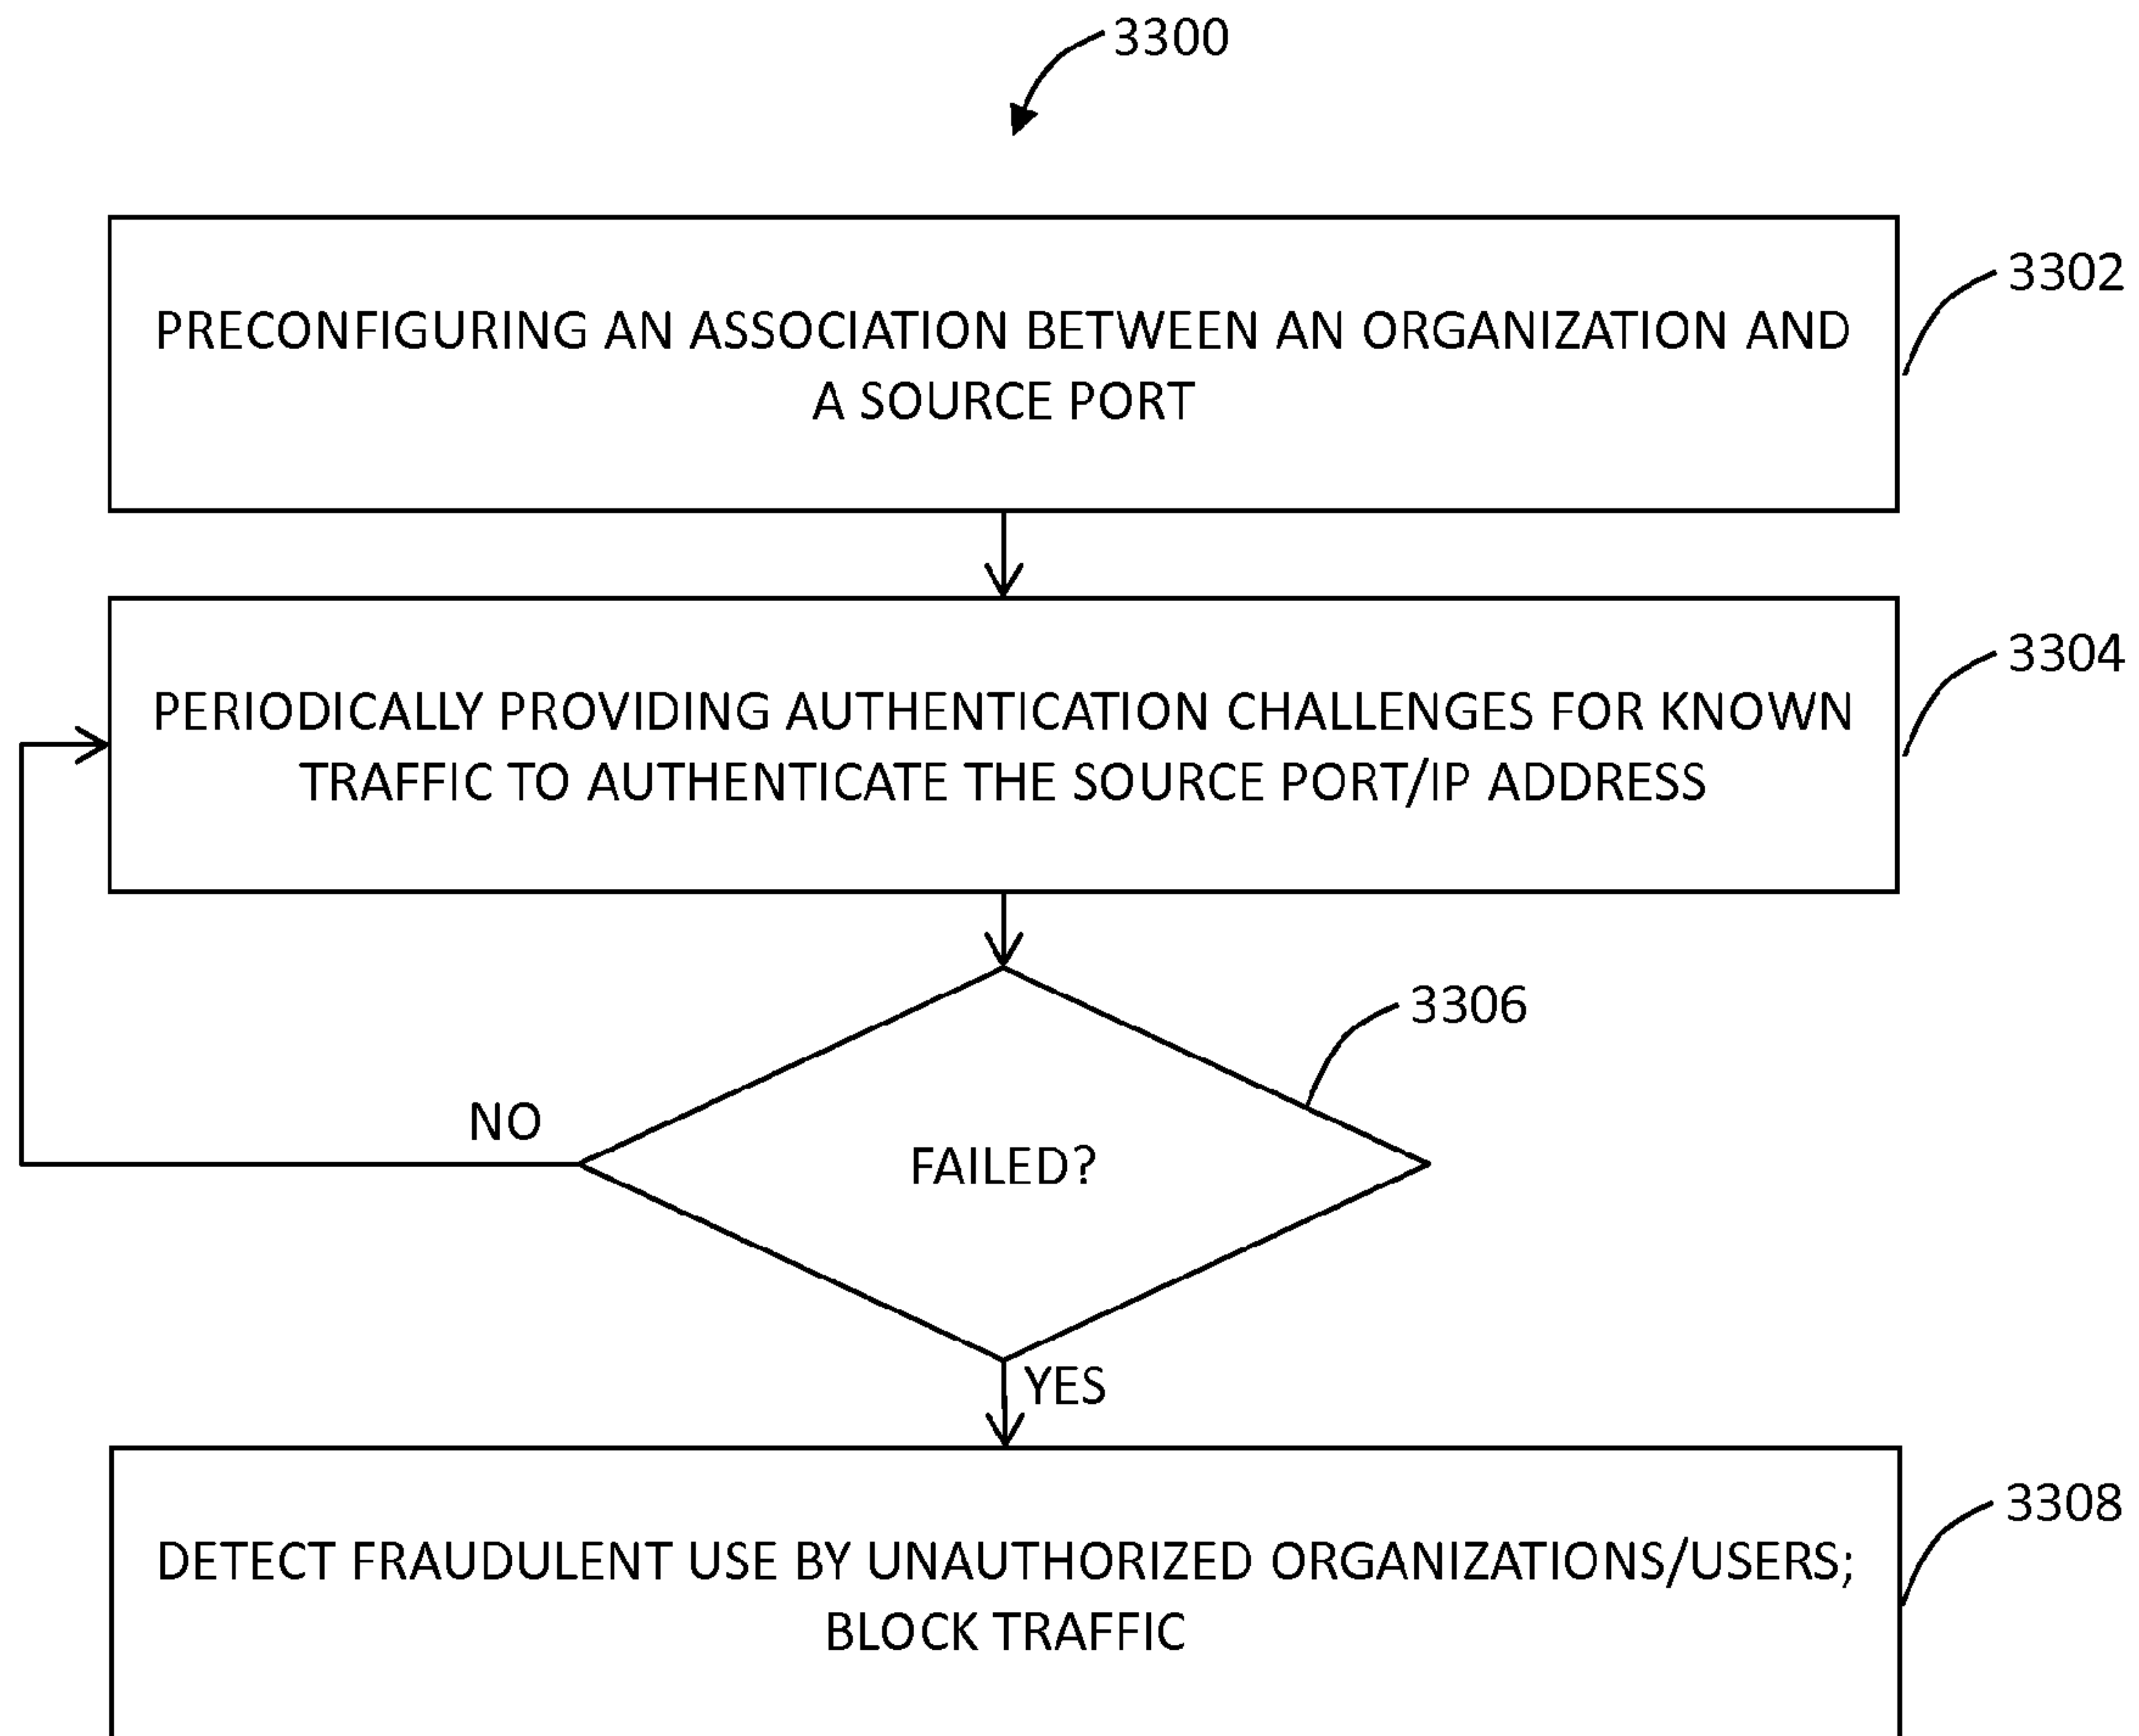 3300
3302
PRECONFIGURING AN ASSOCIATION BETWEEN AN ORGANIZATION AND
A SOURCE PORT
3304
PERIODICALLY PROVIDING AUTHENTICATION CHALLENGES FOR KNOWN
TRAFFIC TO AUTHENTICATE THE SOURCE PORT/IP ADDRESS
3306
NO
FAILED?
YES
3308
DETECT FRAUDULENT USE BY UNAUTHORIZED ORGANIZATIONS/USERS;
BLOCK TRAFFIC